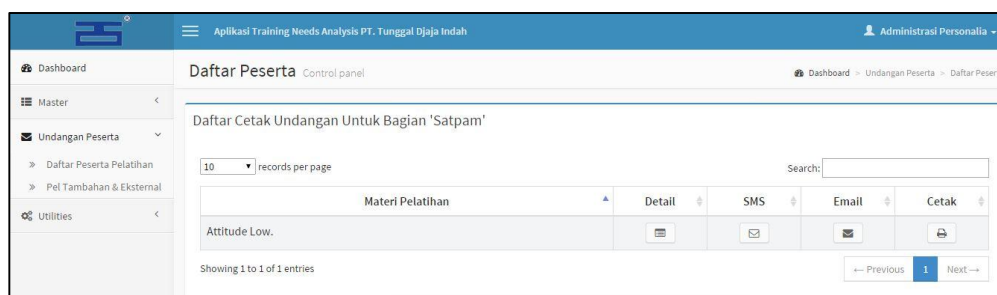 Aplikasi Training Needs Analysis PT. Tunggal Djaja Indah
Administrasi Personalia
Dashboard
Master
Undangan Peserta
» Daftar Peserta Pelatihan
» Pel Tambahan & Eksternal
Utilities
Daftar Peserta Control panel
Dashboard > Undangan Peserta > Daftar Peser
Daftar Cetak Undangan Untuk Bagian 'Satpam'
10 records per page
Search:
Materi Pelatihan Detail SMS Email Cetak
Attitude Low.
Showing 1 to 1 of 1 entries
← Previous 1 Next →